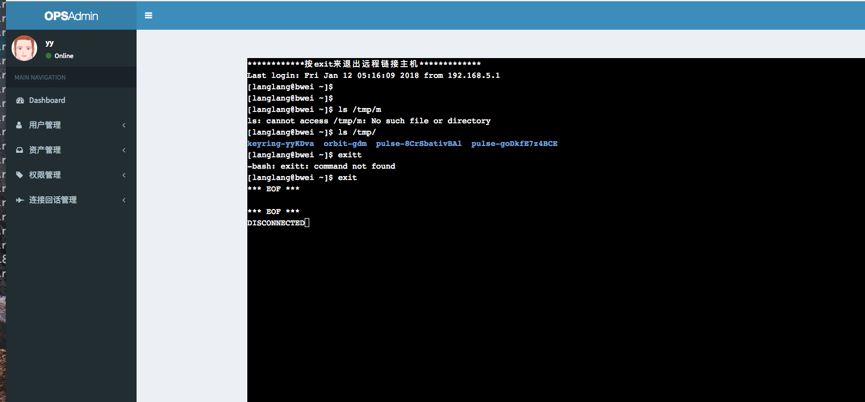 OPSAdmin
yy
Online
MAIN NAVIGATION
Dashboard
用户管理
资产管理
权限管理
连接回话管理
***********按exit来退出远程链接主机************
Last login: Fri Jan 12 05:16:09 2018 from 192.168.5.1
[langlang@bwei ~]$
[langlang@bwei ~]$
[langlang@bwei ~]$ ls /tmp/m
ls: cannot access /tmp/m: No such file or directory
[langlang@bwei ~]$ ls /tmp/
keyring-yyKDva orbit-gdm pulse-8CrSbativBAl pulse-goDkfE7z4BCE
[langlang@bwei ~]$ exitt
-bash: exitt: command not found
[langlang@bwei ~]$ exit
*** EOF ***
*** EOF ***
DISCONNECTED